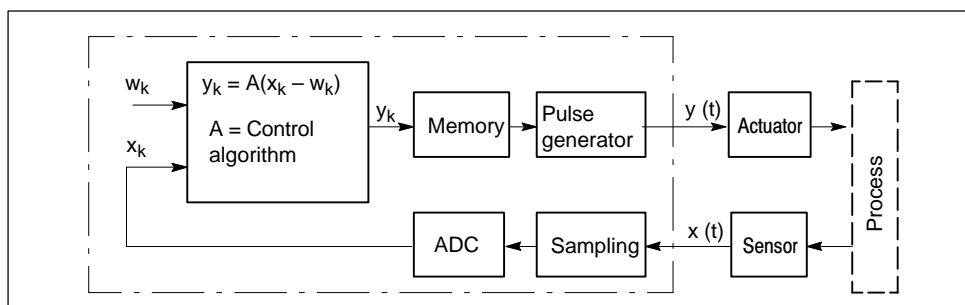 w_k
y_k = A(x_k – w_k)
A = Control
algorithm
x_k
y_k
Memory
Pulse
generator
y (t)
Actuator
Process
ADC
Sampling
x (t)
Sensor